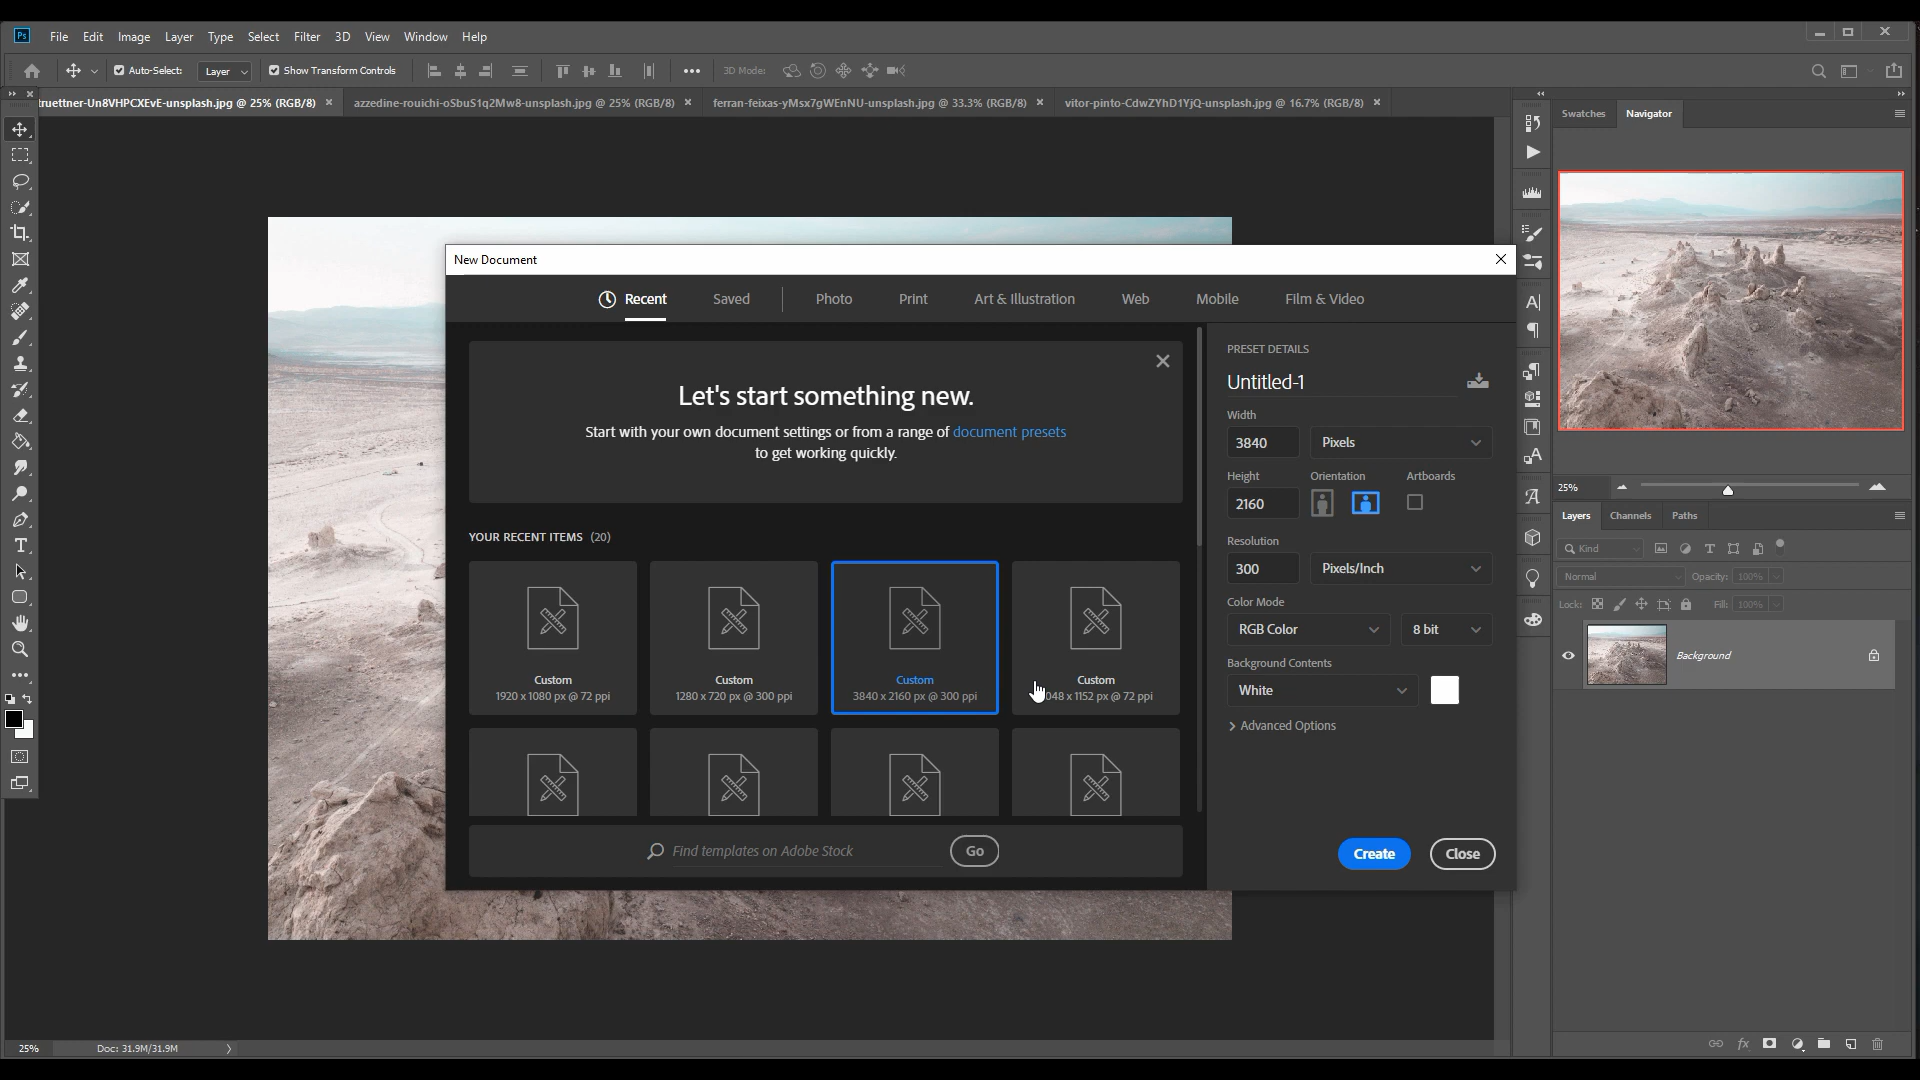 Ps File Edit Image Layer Type Select Filter 3D View Window Help
Auto-Select: Layer Show Transform Controls 3D Mode:
truettner-Un8VHPCXEvE-unsplash.jpg @ 25% (RGB/8) × azzedine-rouichi-oSbuS1q2Mw8-unsplash.jpg @ 25% (RGB/8) × ferran-feixas-yMsx7gWEnNU-unsplash.jpg @ 33.3% (RGB/8) × vitor-pinto-CdwZYhD1YjQ-unsplash.jpg @ 16.7% (RGB/8) ×
Swatches Navigator
New Document
Recent Saved Photo Print Art & Illustration Web Mobile Film & Video
Let's start something new.
Start with your own document settings or from a range of document presets
to get working quickly.
YOUR RECENT ITEMS (20)
Custom
1920 x 1080 px @ 72 ppi
Custom
1280 x 720 px @ 300 ppi
Custom
3840 x 2160 px @ 300 ppi
Custom
048 x 1152 px @ 72 ppi
Find templates on Adobe Stock Go
PRESET DETAILS
Untitled-1
Width
3840 Pixels
Height Orientation Artboards
2160
Resolution
300 Pixels/Inch
Color Mode
RGB Color 8 bit
Background Contents
White
Advanced Options
Create Close
25%
Layers Channels Paths
Kind
Normal Opacity: 100%
Lock: Fill: 100%
Background
25% Doc: 31.9M/31.9M
fx